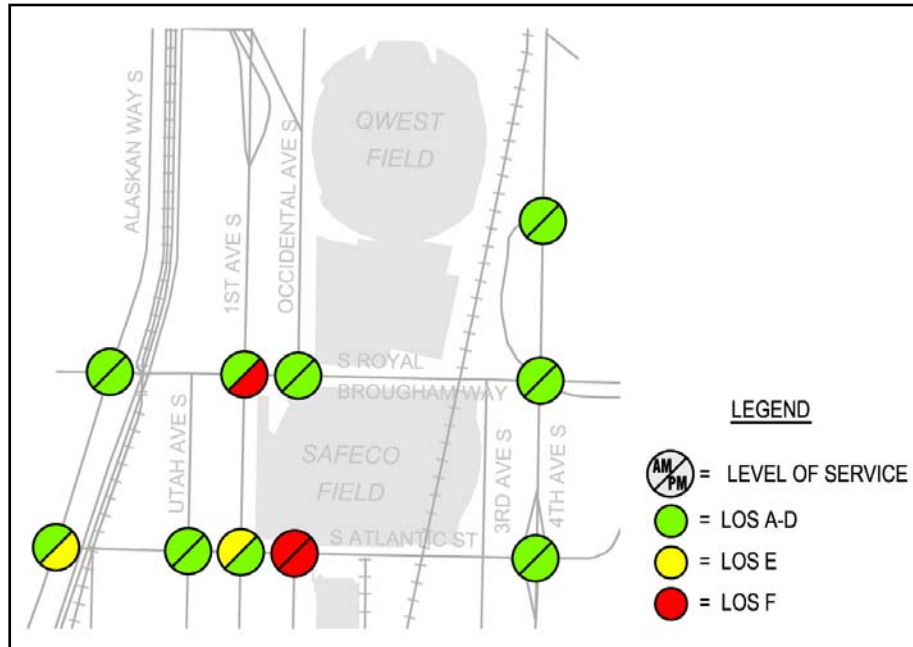 ALASKAN WAY S
1ST AVE S
OCCIDENTAL AVE S
QWEST
FIELD
S ROYAL
BROUGHAM WAY
UTAH AVE S
SAFECO
FIELD
3RD AVE S
4TH AVE S
S ATLANTIC ST
LEGEND
AM
PM
= LEVEL OF SERVICE
= LOS A-D
= LOS E
= LOS F